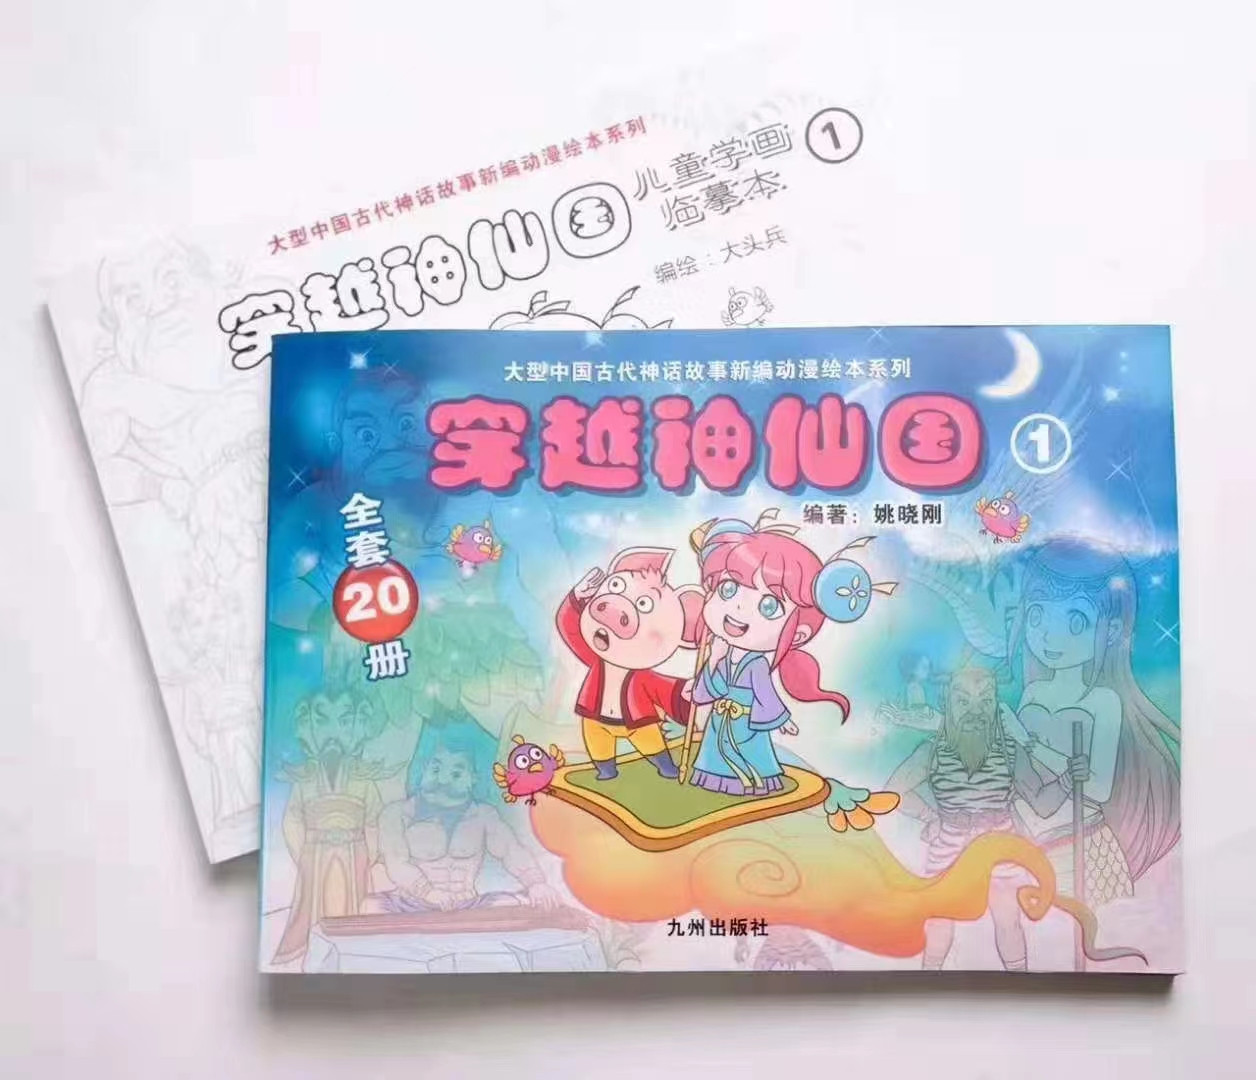 大型中国古代神话故事新编动漫绘本系列
穿越神仙国
儿童学画
临摹本
1
编绘：大头兵
大型中国古代神话故事新编动漫绘本系列
穿越神仙国
1
编著：姚晓刚
全套
20
册
九州出版社